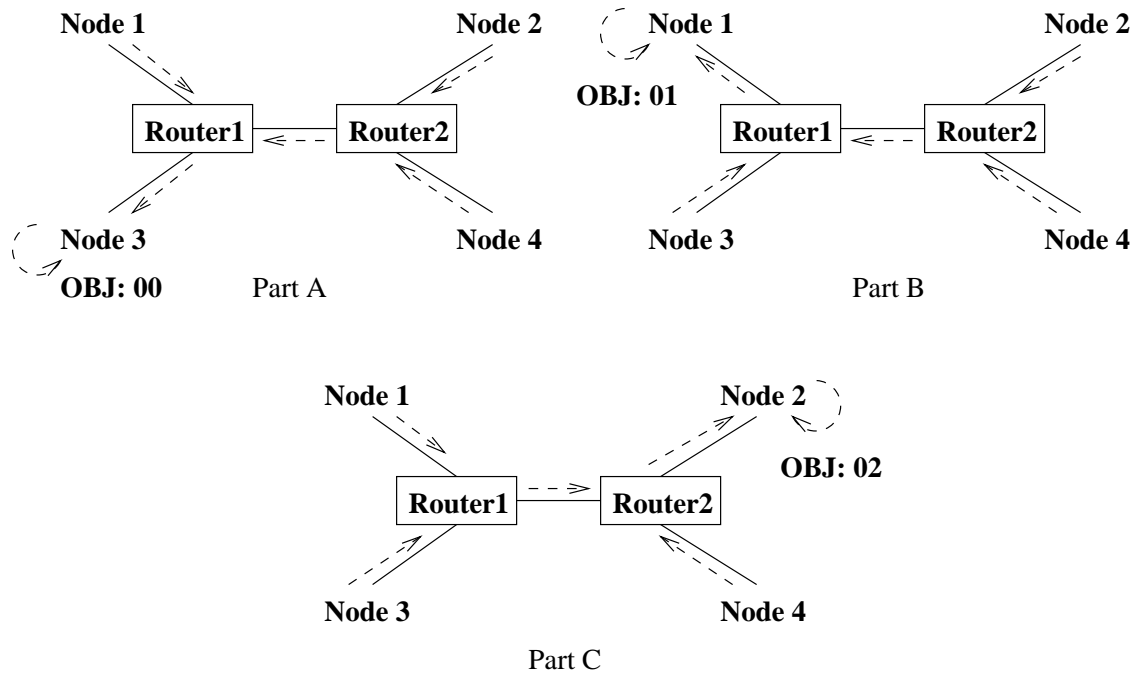 Node 1
Node 2
Router1
Router2
Node 3
Node 4
OBJ: 00
Part A
Node 1
Node 2
OBJ: 01
Router1
Router2
Node 3
Node 4
Part B
Node 1
Node 2
OBJ: 02
Router1
Router2
Node 3
Node 4
Part C